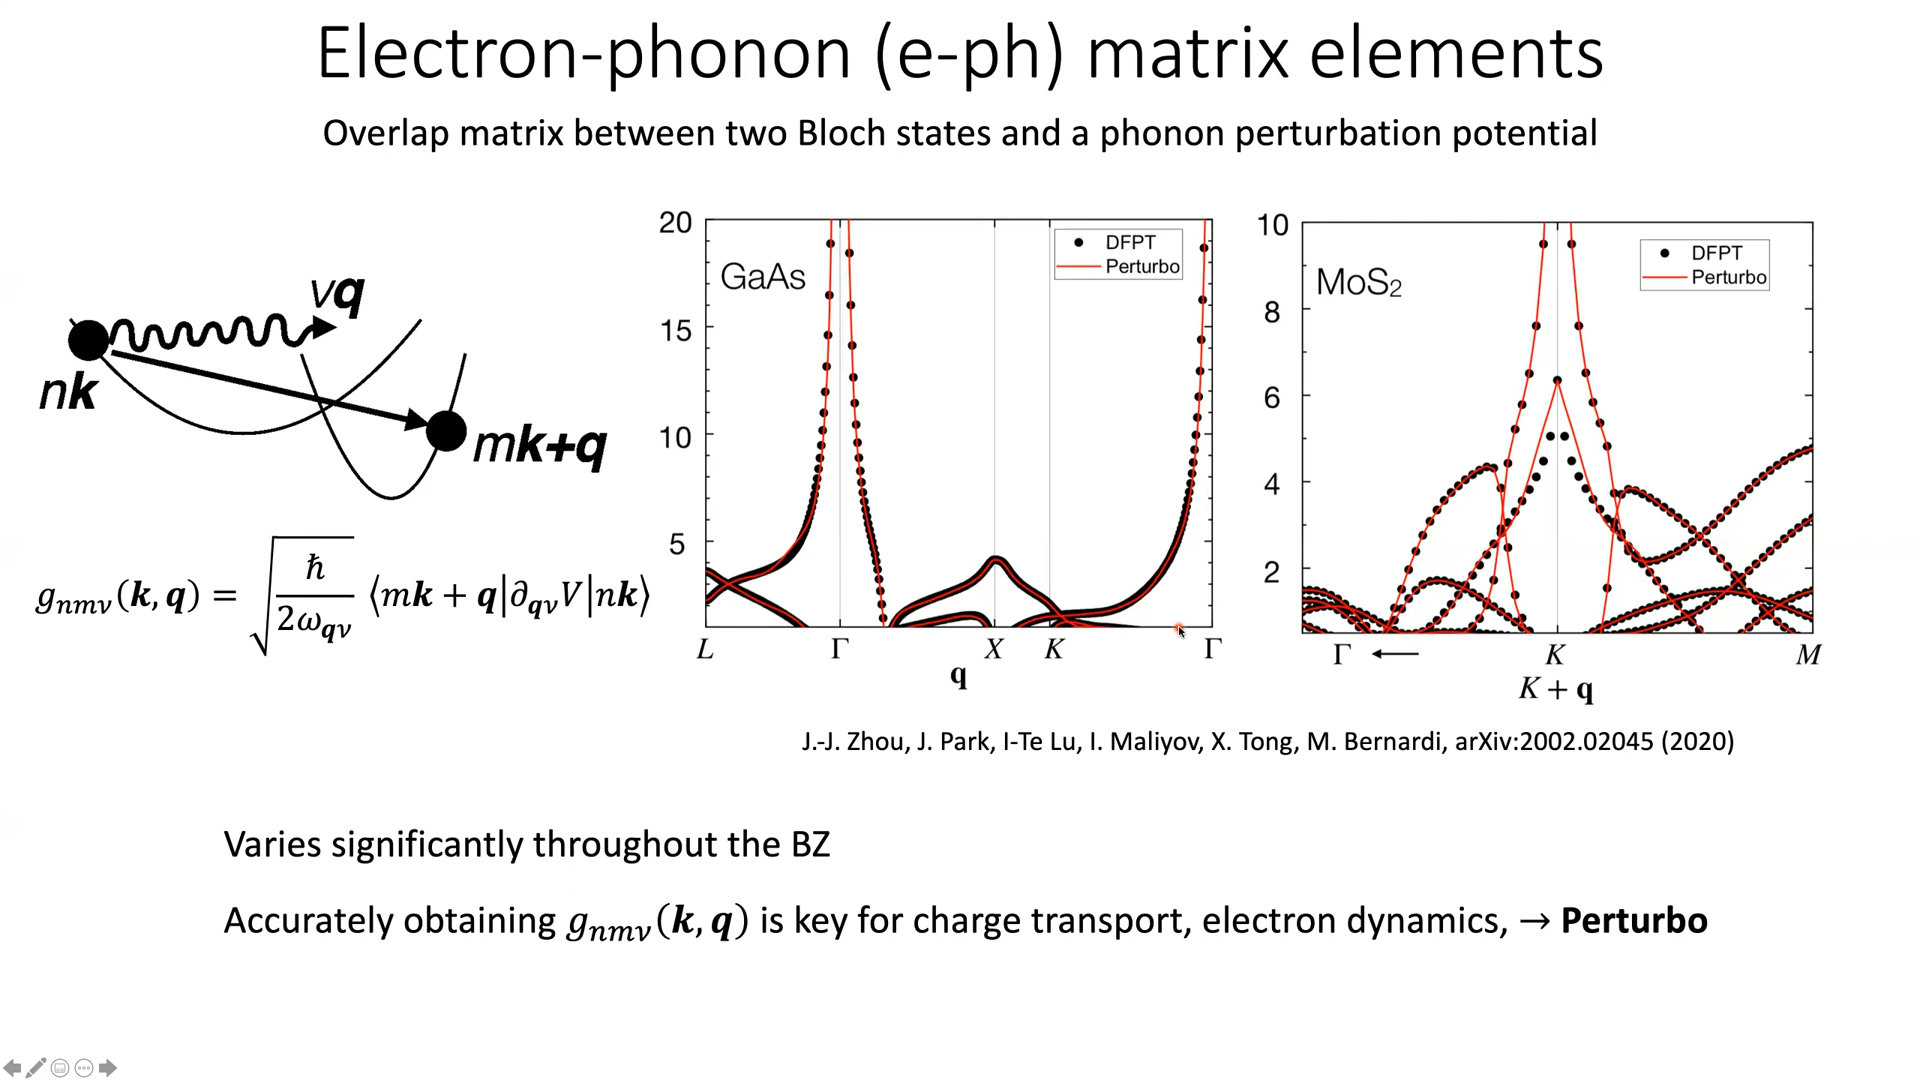 Electron-phonon (e-ph) matrix elements
Overlap matrix between two Bloch states and a phonon perturbation potential
νq
nk
mk+q
g_{nmν}(k, q) = √(ħ / 2ω_{qν}) ⟨mk + q|∂_{qν}V|nk⟩
20
15
10
5
GaAs
DFPT
Perturbo
L Γ X K Γ
q
10
8
6
4
2
MoS₂
DFPT
Perturbo
Γ ← K M
K + q
J.-J. Zhou, J. Park, I-Te Lu, I. Maliyov, X. Tong, M. Bernardi, arXiv:2002.02045 (2020)
Varies significantly throughout the BZ
Accurately obtaining g_{nmν}(k, q) is key for charge transport, electron dynamics, → Perturbo